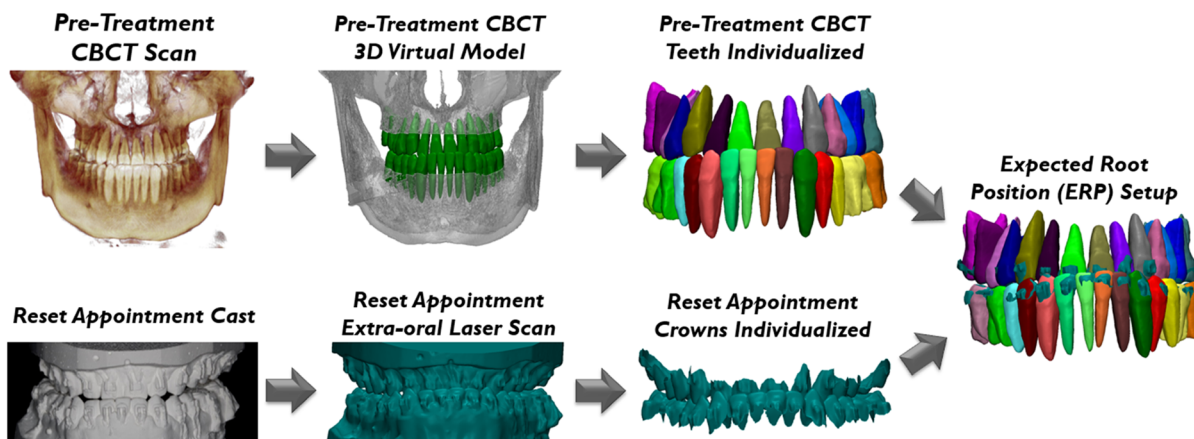 Pre-Treatment
CBCT Scan
Pre-Treatment CBCT
3D Virtual Model
Pre-Treatment CBCT
Teeth Individualized
Expected Root
Position (ERP) Setup
Reset Appointment Cast
Reset Appointment
Extra-oral Laser Scan
Reset Appointment
Crowns Individualized